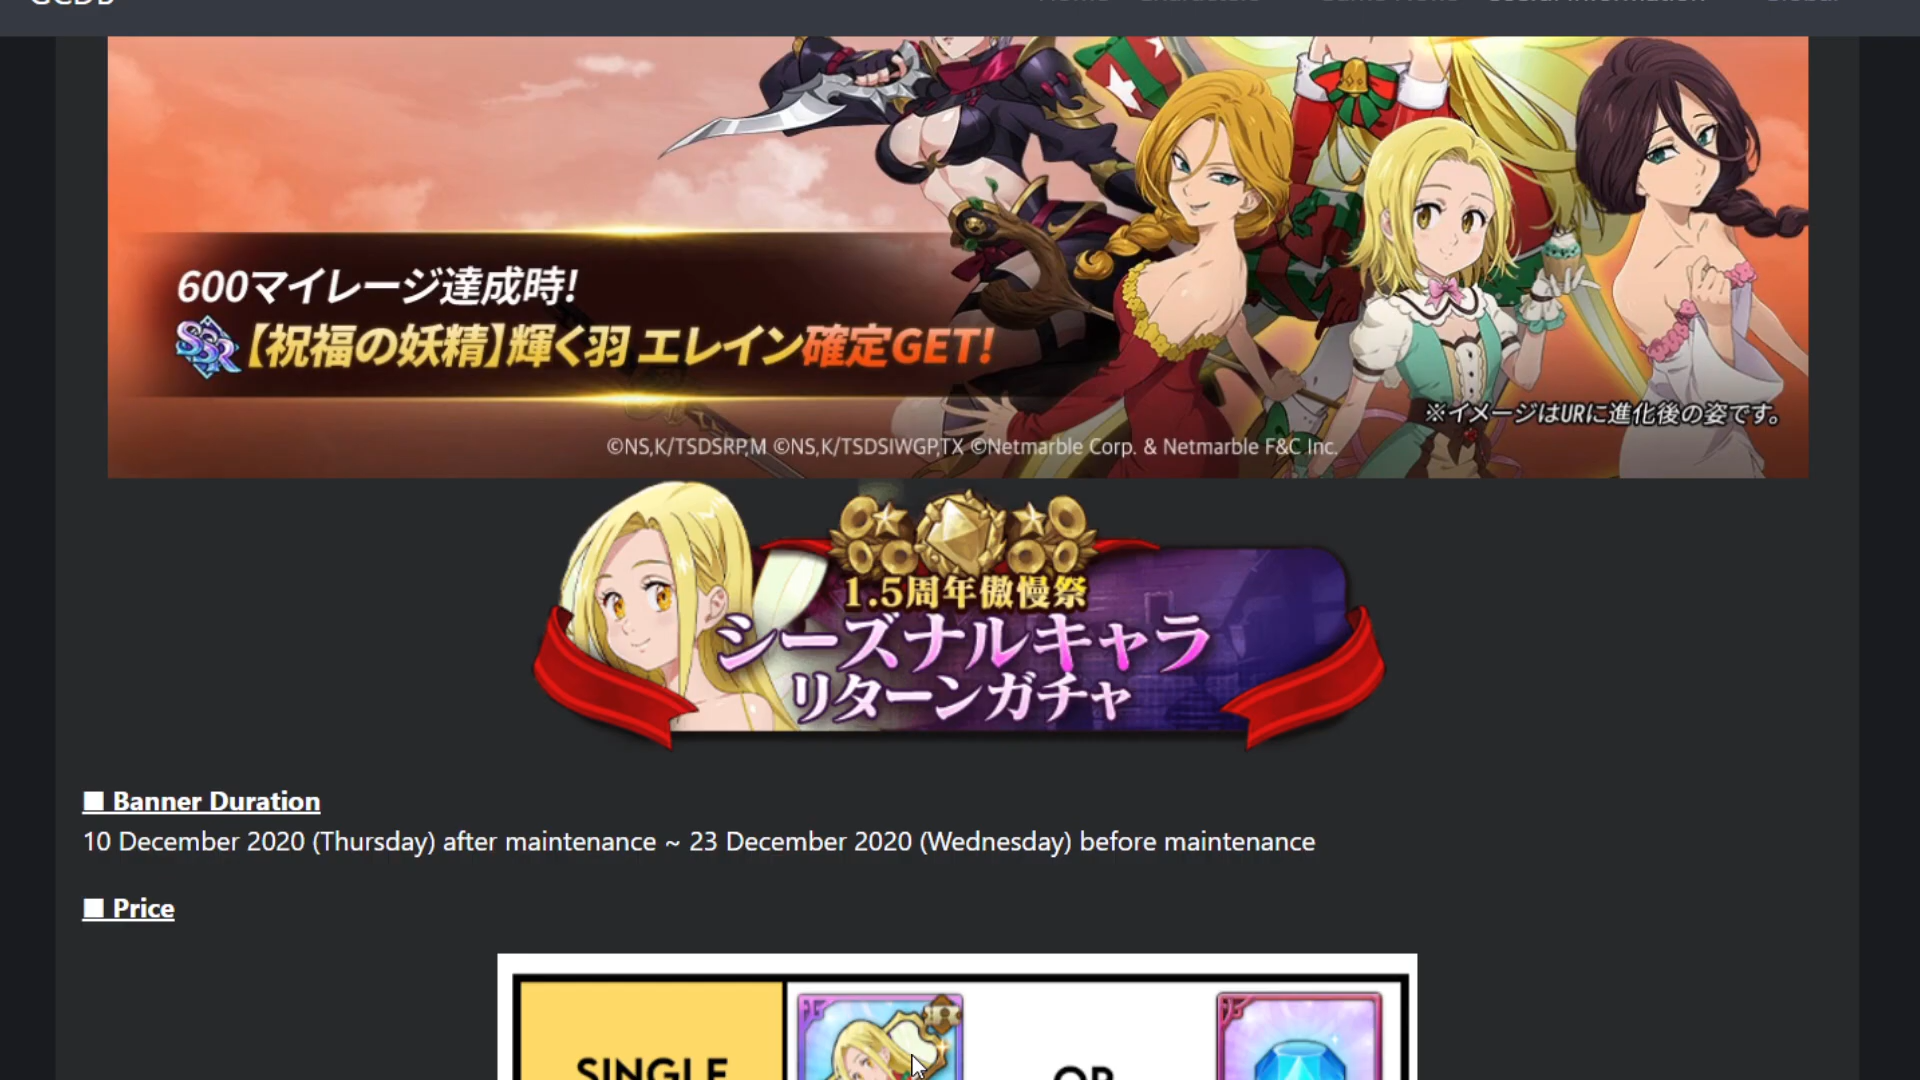 600マイレージ達成時!
SSR【祝福の妖精】輝く羽 エレイン確定GET!
※イメージはURに進化後の姿です。
©NS,K/TSDSRP,M ©NS,K/TSDSIWGP,TX ©Netmarble Corp. & Netmarble F&C Inc.
1.5周年傲慢祭
シーズナルキャラ
リターンガチャ
■ Banner Duration
10 December 2020 (Thursday) after maintenance ~ 23 December 2020 (Wednesday) before maintenance
■ Price
SINGLE OR